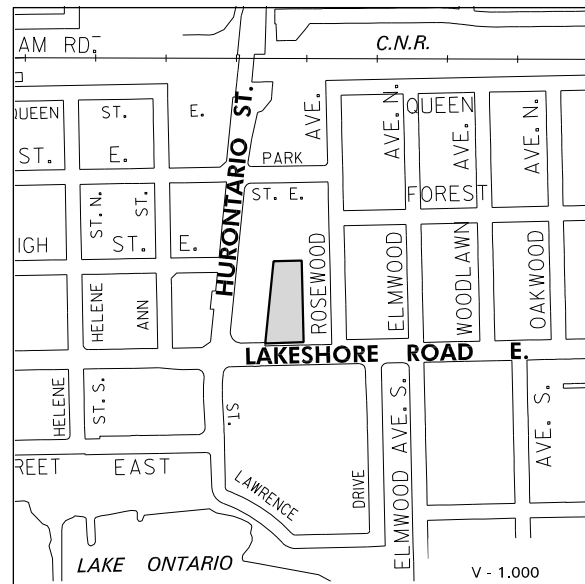 AM RD.
C.N.R.
QUEEN ST. E.
ST. E.
PARK
ST. E.
AVE.
AVE. N.
QUEEN
AVE. N.
AVE. N.
FOREST
HURONTARIO ST.
ST. N.
ST.
IGH ST. E.
HELENE
ANN
ROSEWOOD
ELMWOOD
WOODLAWN
OAKWOOD
LAKESHORE ROAD E.
HELENE
ST. S.
ST.
LAWRENCE
DRIVE
ELMWOOD AVE. S.
AVE. S.
REET EAST
LAKE ONTARIO
V - 1.000